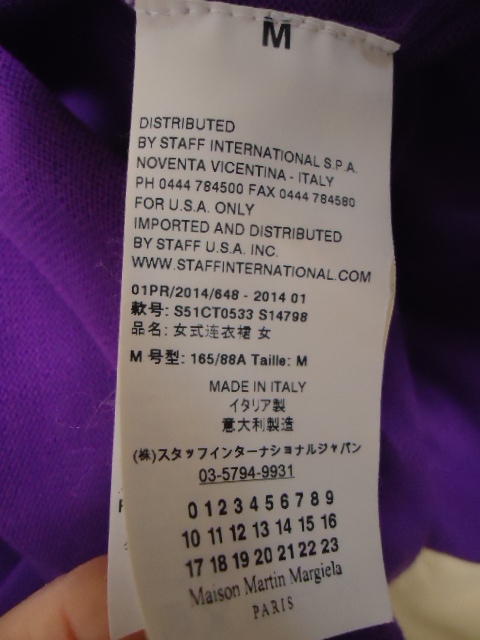 M
DISTRIBUTED
BY STAFF INTERNATIONAL S.P.A.
NOVENTA VICENTINA - ITALY
PH 0444 784500 FAX 0444 784580
FOR U.S.A. ONLY
IMPORTED AND DISTRIBUTED
BY STAFF U.S.A. INC.
WWW.STAFFINTERNATIONAL.COM
01PR/2014/648 - 2014 01
款号: S51CT0533 S14798
品名: 女式连衣裙 女
M 号型: 165/88A Taille: M
MADE IN ITALY
イタリア製
意大利製造
(株)スタッフインターナショナルジャパン
03-5794-9931
0 1 2 3 4 5 6 7 8 9
10 11 12 13 14 15 16
17 18 19 20 21 22 23
Maison Martin Margiela
PARIS